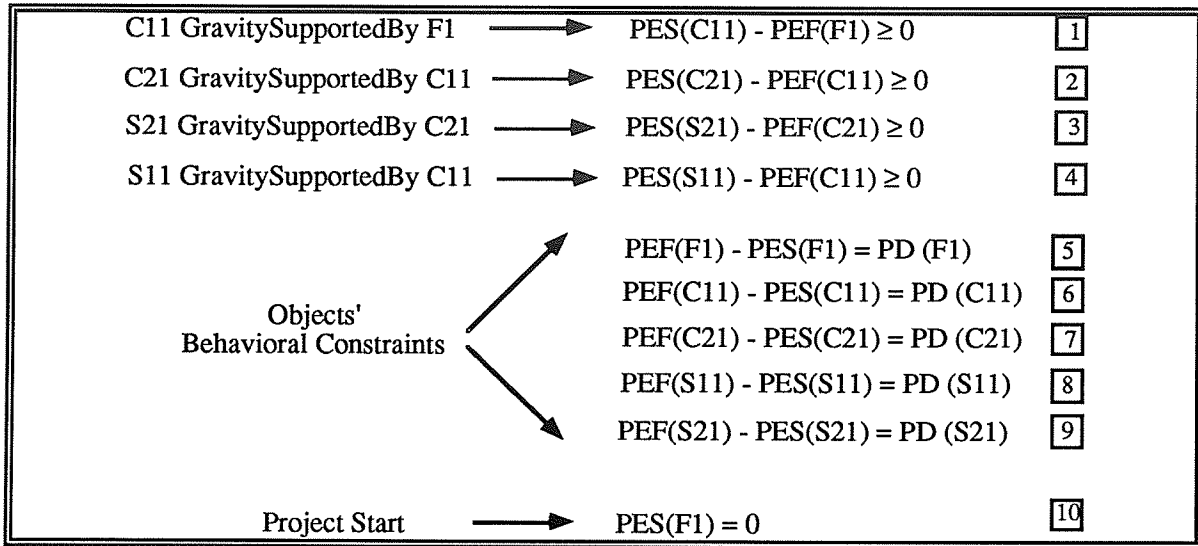 C11 GravitySupportedBy F1 PES(C11) - PEF(F1) ≥ 0 1
C21 GravitySupportedBy C11 PES(C21) - PEF(C11) ≥ 0 2
S21 GravitySupportedBy C21 PES(S21) - PEF(C21) ≥ 0 3
S11 GravitySupportedBy C11 PES(S11) - PEF(C11) ≥ 0 4
Objects'
Behavioral Constraints
PEF(F1) - PES(F1) = PD (F1) 5
PEF(C11) - PES(C11) = PD (C11) 6
PEF(C21) - PES(C21) = PD (C21) 7
PEF(S11) - PES(S11) = PD (S11) 8
PEF(S21) - PES(S21) = PD (S21) 9
Project Start PES(F1) = 0 10